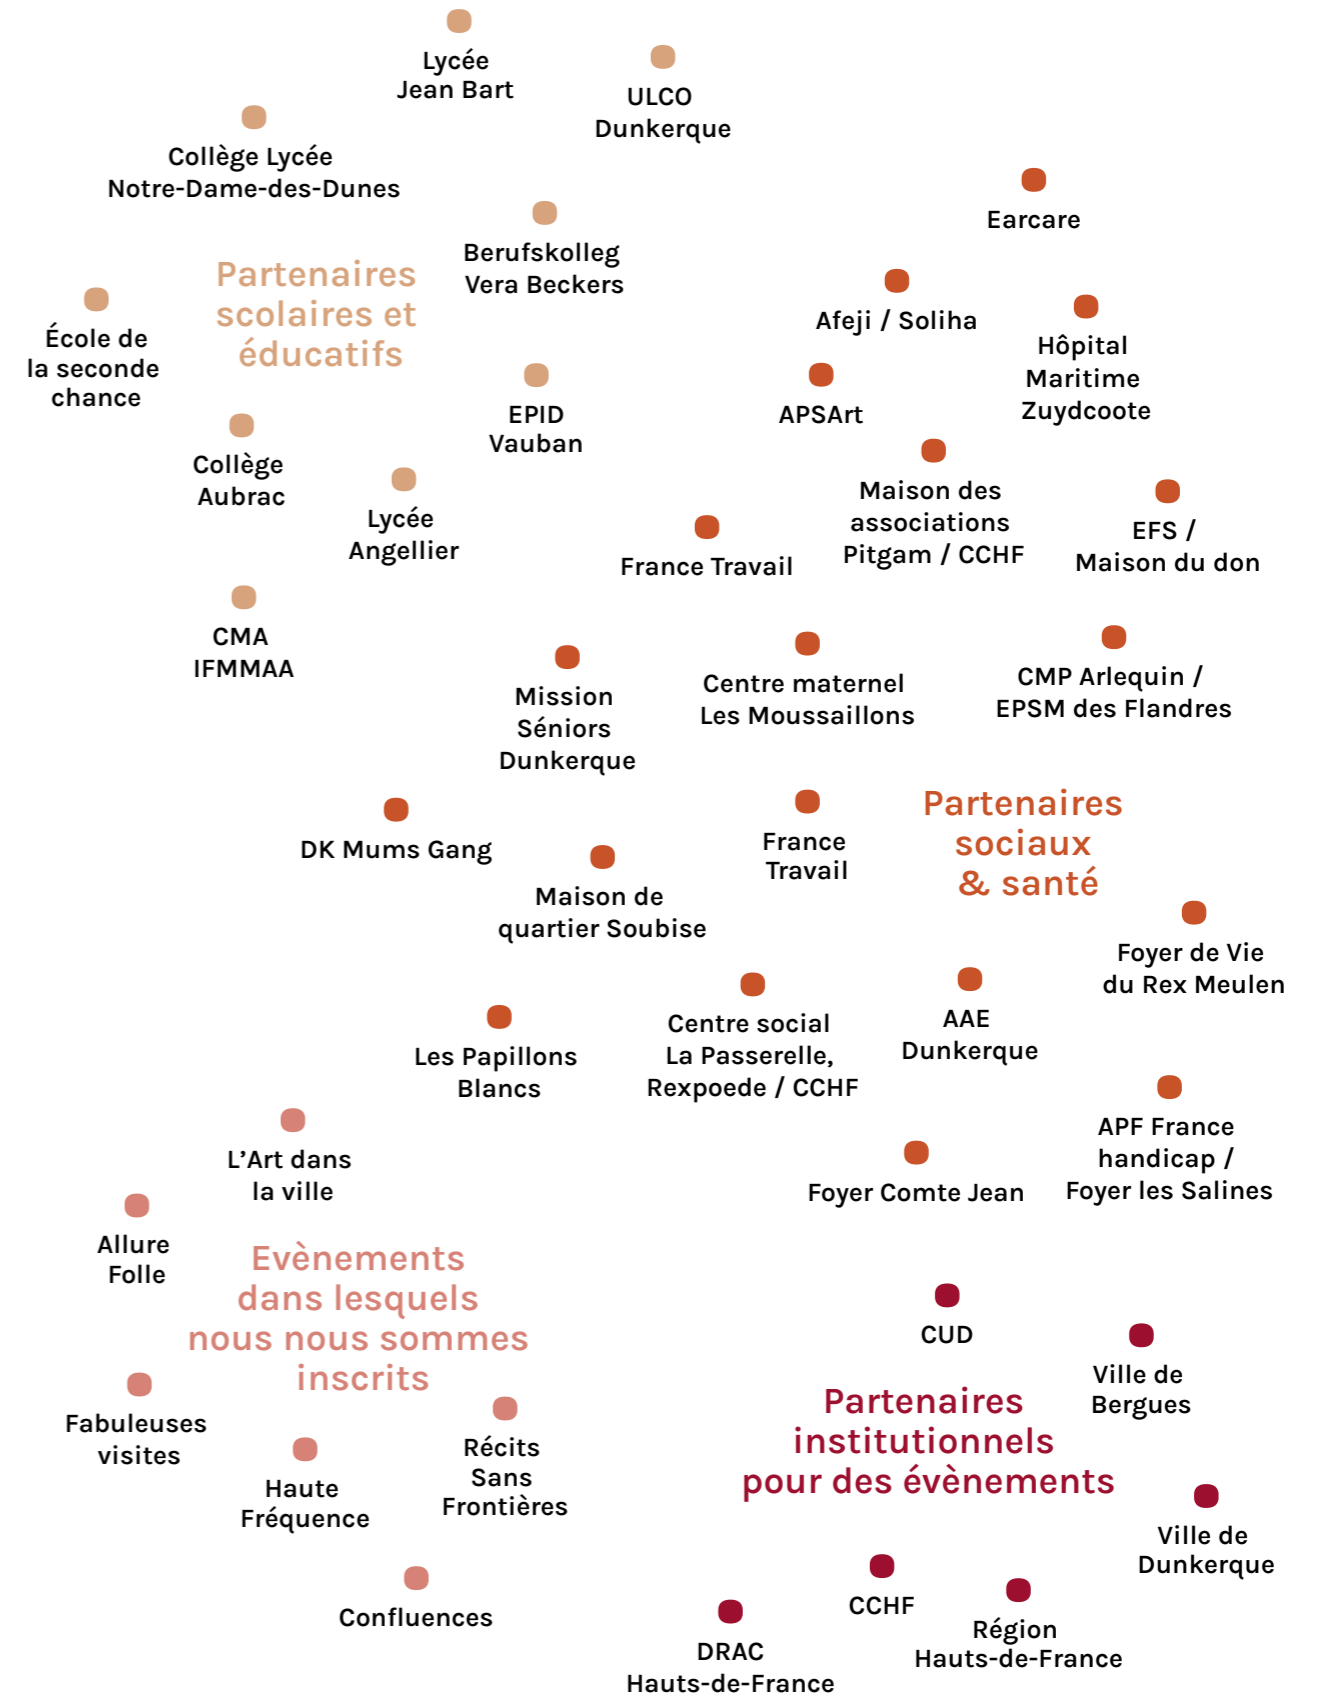 Lycée
Jean Bart
ULCO
Dunkerque
Collège Lycée
Notre-Dame-des-Dunes
Berufskolleg
Vera Beckers
Partenaires
scolaires et
éducatifs
École de
la seconde
chance
EPID
Vauban
Collège
Aubrac
Lycée
Angellier
CMA
IFMMAA
Earcare
Afeji / Soliha
Hôpital
Maritime
Zuydcoote
APSArt
Maison des
associations
Pitgam / CCHF
EFS /
Maison du don
France Travail
Mission
Séniors
Dunkerque
Centre maternel
Les Moussaillons
CMP Arlequin /
EPSM des Flandres
DK Mums Gang
Maison de
quartier Soubise
France
Travail
Partenaires
sociaux
& santé
Foyer de Vie
du Rex Meulen
Les Papillons
Blancs
Centre social
La Passerelle,
Rexpoede / CCHF
AAE
Dunkerque
APF France
handicap /
Foyer les Salines
Foyer Comte Jean
L’Art dans
la ville
Allure
Folle
Evènements
dans lesquels
nous nous sommes
inscrits
Fabuleuses
visites
Haute
Fréquence
Récits
Sans
Frontières
Confluences
CUD
Ville de
Bergues
Partenaires
institutionnels
pour des évènements
Ville de
Dunkerque
CCHF
Région
Hauts-de-France
DRAC
Hauts-de-France